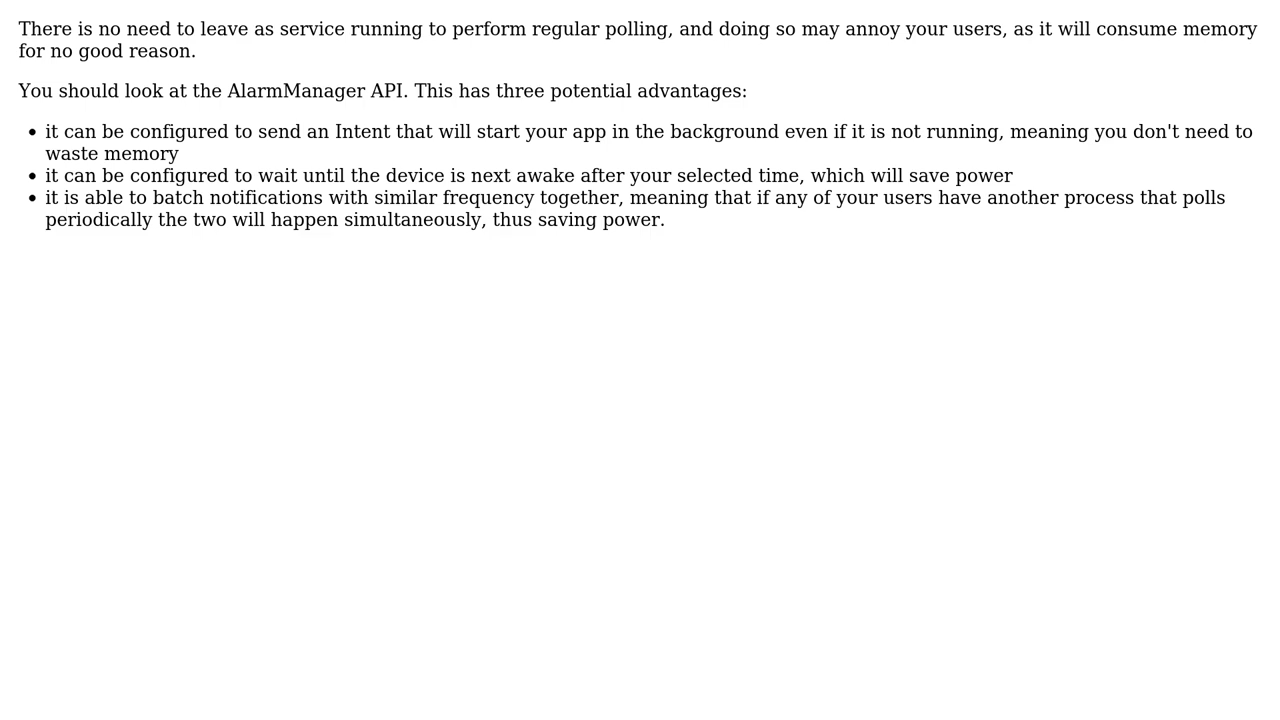 There is no need to leave as service running to perform regular polling, and doing so may annoy your users, as it will consume memory
for no good reason.
You should look at the AlarmManager API. This has three potential advantages:
• it can be configured to send an Intent that will start your app in the background even if it is not running, meaning you don't need to
waste memory
• it can be configured to wait until the device is next awake after your selected time, which will save power
• it is able to batch notifications with similar frequency together, meaning that if any of your users have another process that polls
periodically the two will happen simultaneously, thus saving power.